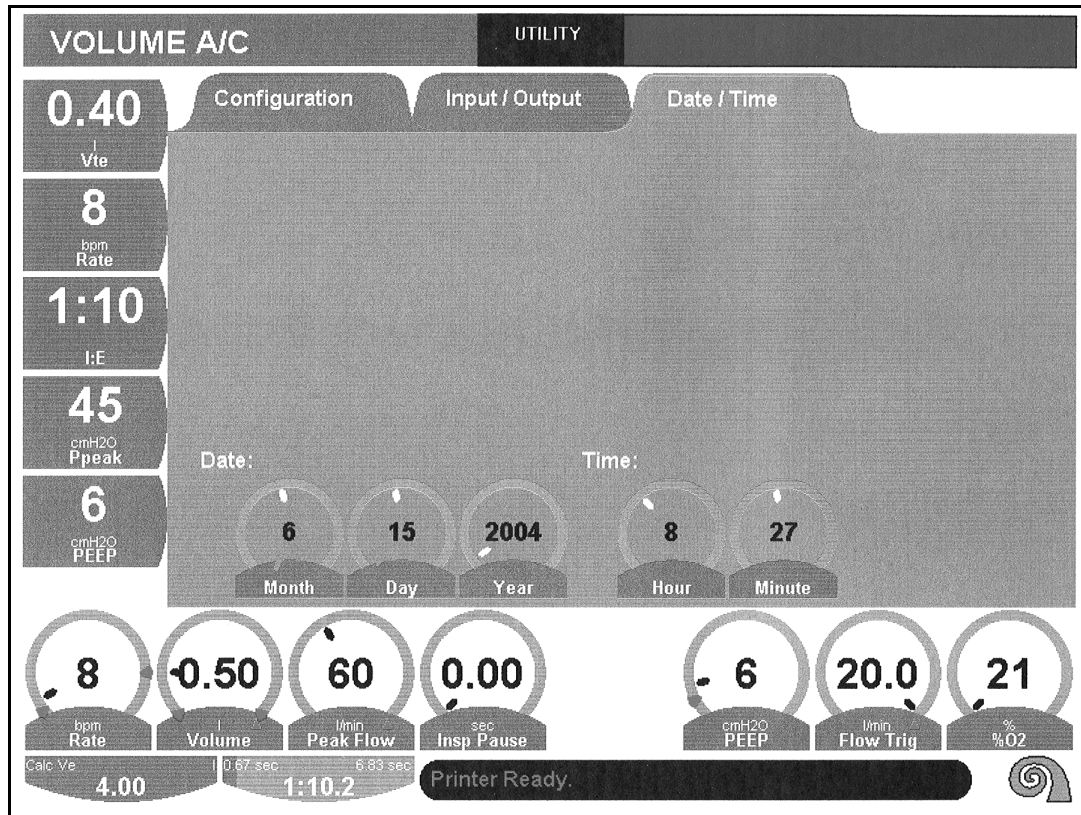 VOLUME A/C
UTILITY
Configuration
Input / Output
Date / Time
0.40
l
Vte
8
bpm
Rate
1:10
I:E
45
cmH2O
Ppeak
6
cmH2O
PEEP
Date:
Time:
6
Month
15
Day
2004
Year
8
Hour
27
Minute
8
bpm
Rate
0.50
l
Volume
60
l/min
Peak Flow
0.00
sec
Insp Pause
6
cmH2O
PEEP
20.0
l/min
Flow Trig
21
%
%O2
Calc Ve l
4.00
0.67 sec 6.83 sec
1:10.2
Printer Ready.